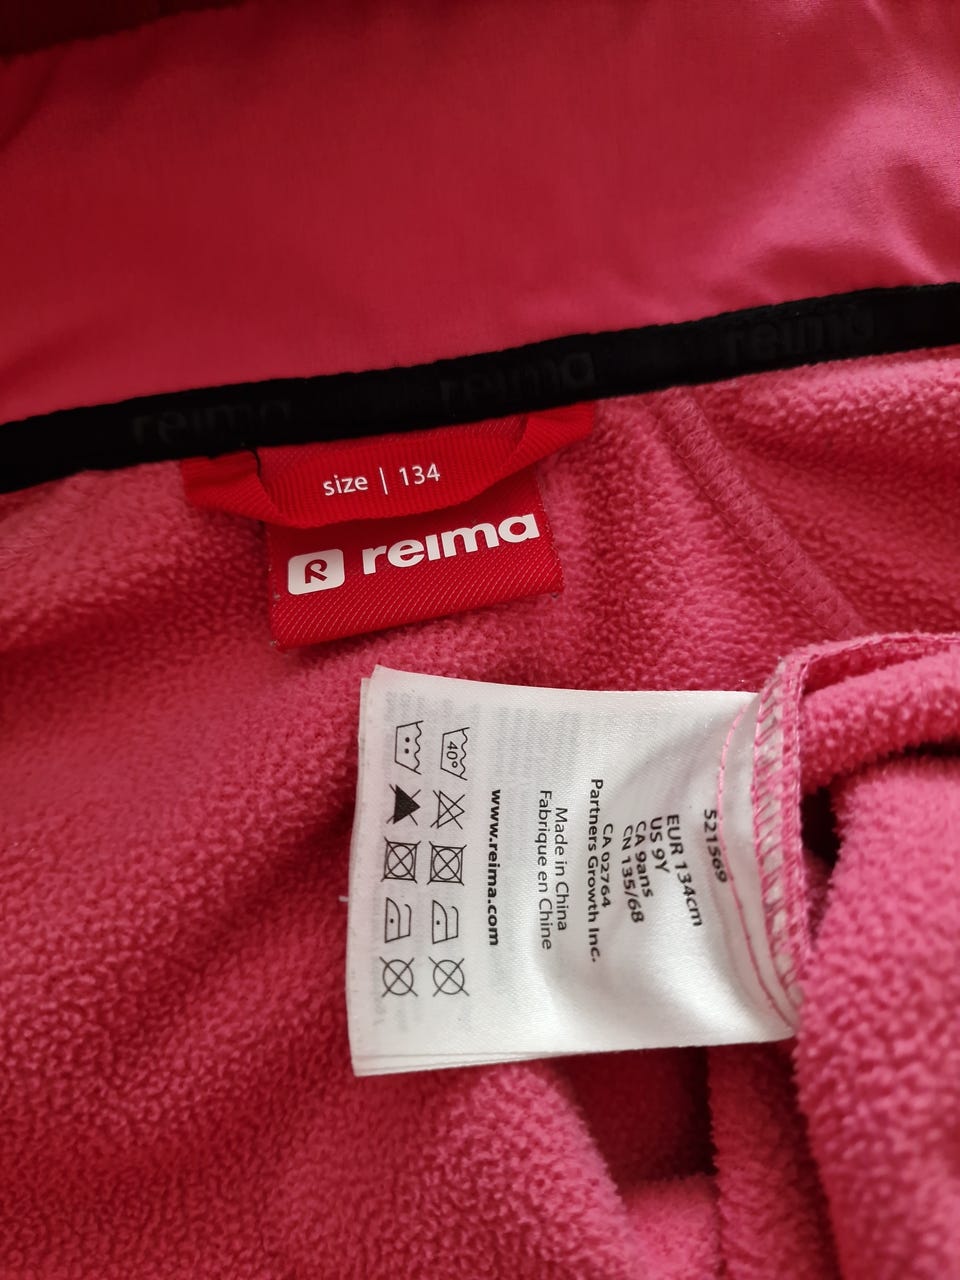 reima reima reima
size | 134
R reima
521569
EUR 134cm
US 9Y
CA 9ans
CN 135/68
CA 02764
Partners Growth Inc.
Made in China
Fabrique en Chine
www.reima.com
40°